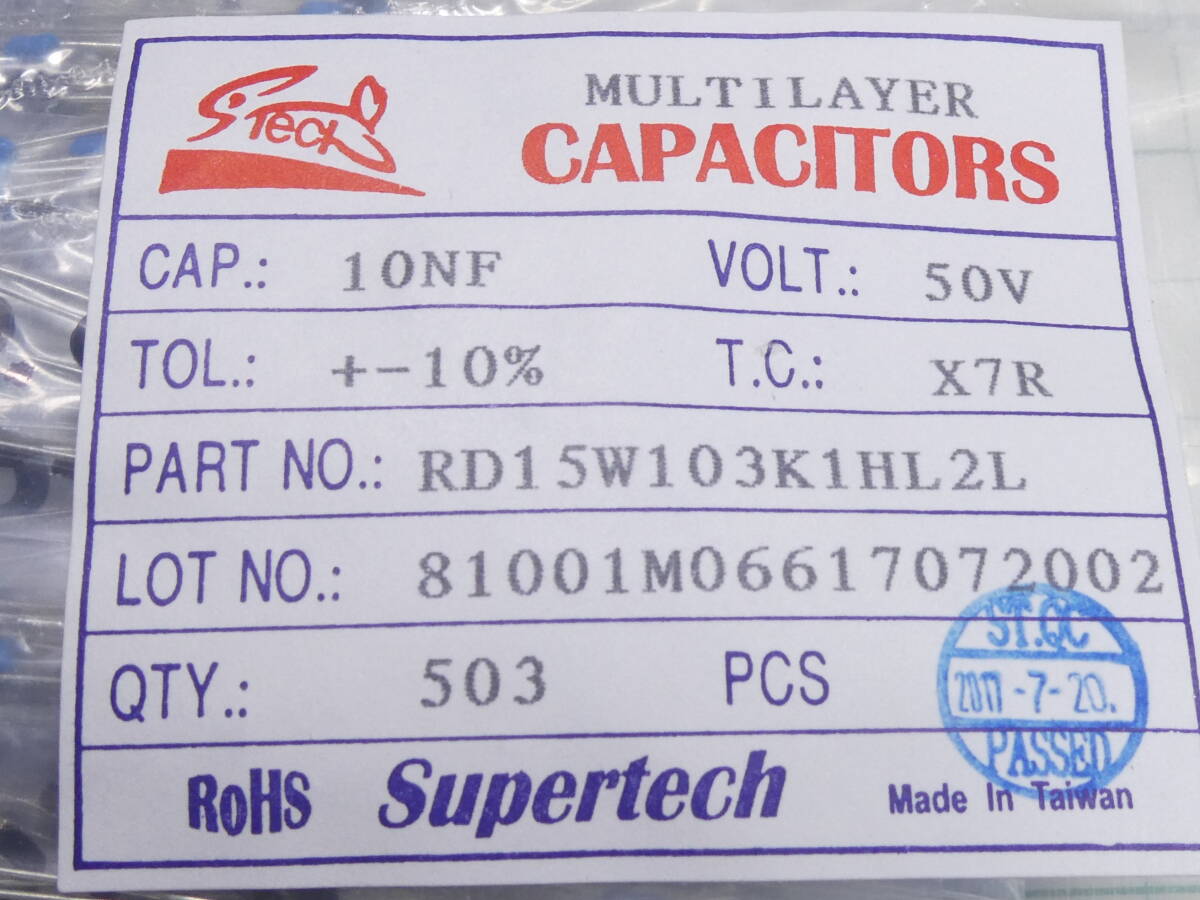 STech
MULTILAYER
CAPACITORS
CAP.: 10NF VOLT.: 50V
TOL.: +-10% T.C.: X7R
PART NO.: RD15W103K1HL2L
LOT NO.: 81001M06617072002
QTY.: 503 PCS
ST.QC
2017-7-20.
PASSED
RoHS Supertech Made In Taiwan